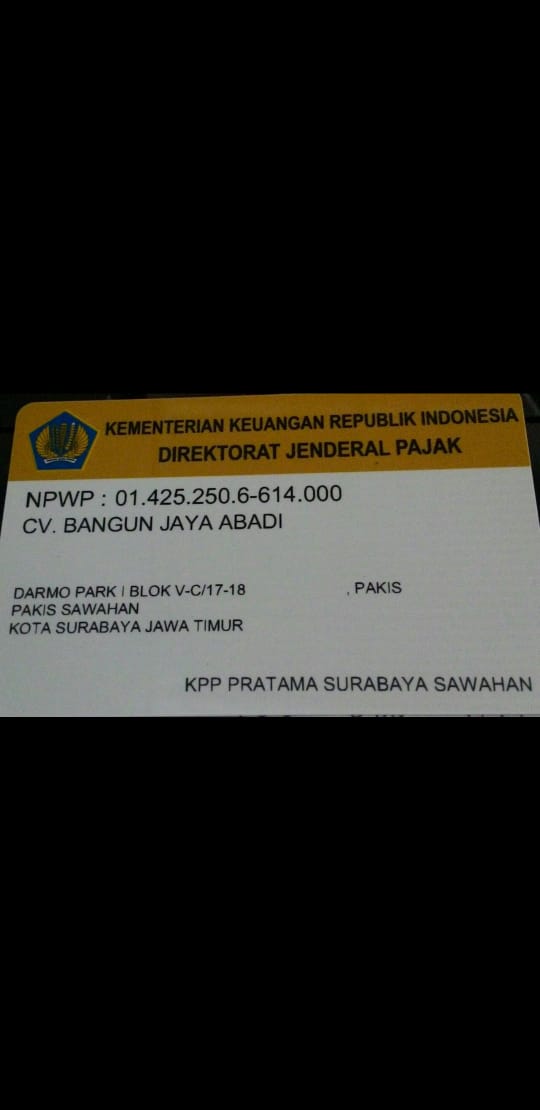 KEMENTERIAN KEUANGAN REPUBLIK INDONESIA
DIREKTORAT JENDERAL PAJAK
NPWP : 01.425.250.6-614.000
CV. BANGUN JAYA ABADI
DARMO PARK I BLOK V-C/17-18 , PAKIS
PAKIS SAWAHAN
KOTA SURABAYA JAWA TIMUR
KPP PRATAMA SURABAYA SAWAHAN